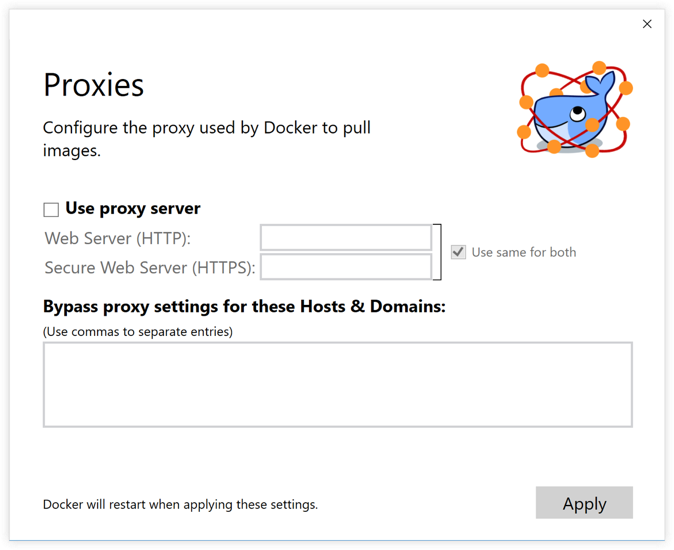 Proxies
Configure the proxy used by Docker to pull
images.
Use proxy server
Web Server (HTTP):
Secure Web Server (HTTPS):
Use same for both
Bypass proxy settings for these Hosts & Domains:
(Use commas to separate entries)
Docker will restart when applying these settings.
Apply